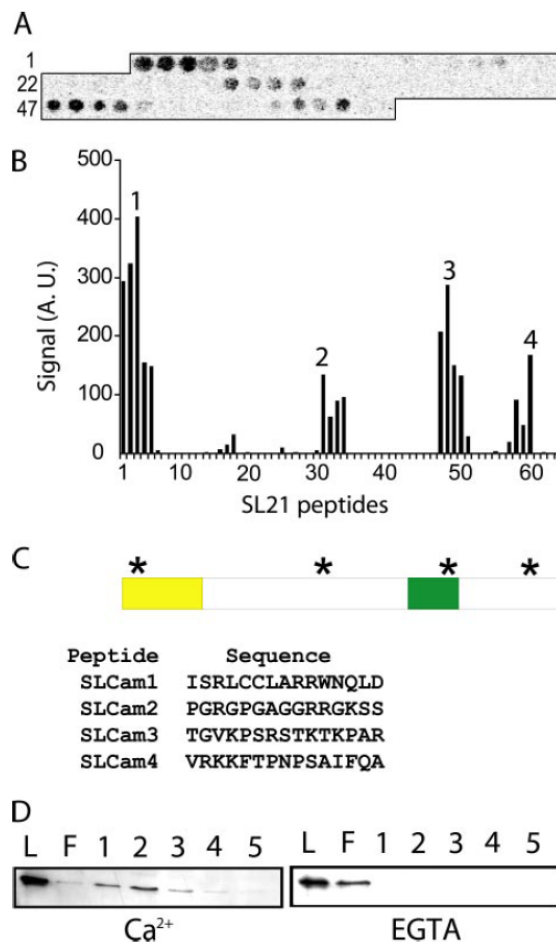 A
1
22
47
B
500
400
300
200
100
0
Signal (A. U.)
1
2
3
4
1 10 20 30 40 50 60
SL21 peptides
C
* * * *
Peptide Sequence
SLCam1 ISRLCCLARRWNQLD
SLCam2 PGRGPGAGGRRGKSS
SLCam3 TGVKPSRSTKTKPAR
SLCam4 VRKKFTPNPSAIFQA
D
L F 1 2 3 4 5 L F 1 2 3 4 5
Ca²⁺ EGTA